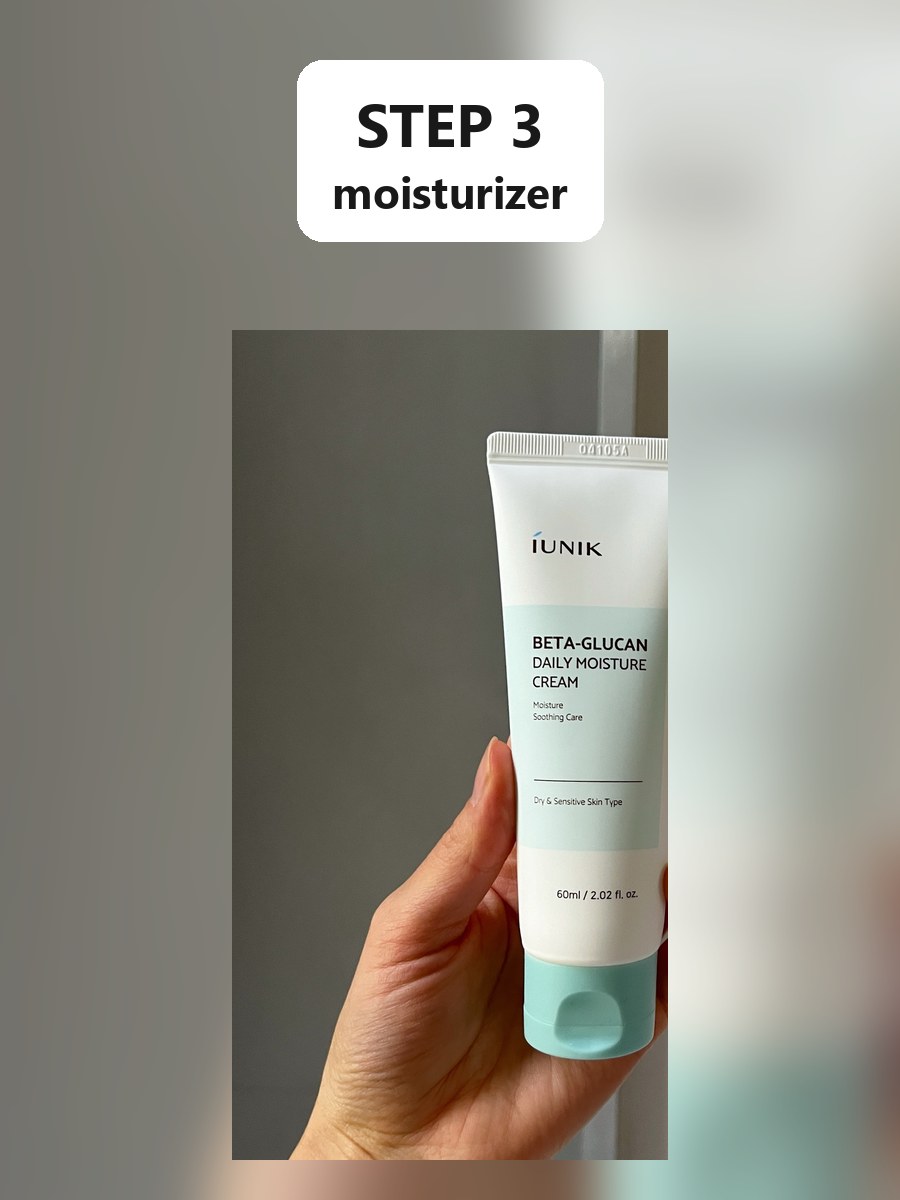 STEP 3
moisturizer
04105A
iUNIK
BETA-GLUCAN
DAILY MOISTURE
CREAM
Moisture
Soothing Care
Dry & Sensitive Skin Type
60ml / 2.02 fl. oz.